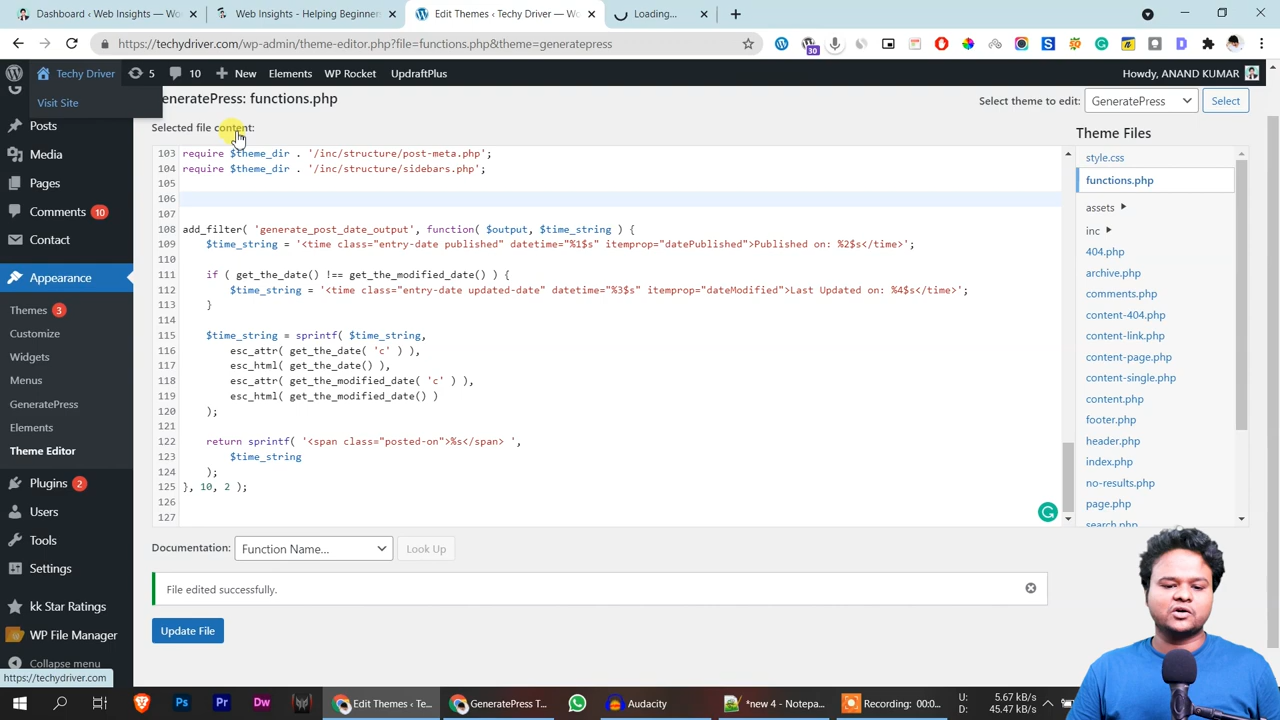 Dashboard ‹ Web Insights — Wo
Web Insights - Helping Beginner
Edit Themes ‹ Techy Driver — Wo
Loading...
https://techydriver.com/wp-admin/theme-editor.php?file=functions.php&theme=generatepress
30
Techy Driver
5
10
New
Elements
WP Rocket
UpdraftPlus
Howdy, ANAND KUMAR
Visit Site
eneratePress: functions.php
Select theme to edit:
GeneratePress
Select
Selected file content:
Theme Files
Posts
Media
Pages
Comments 10
Contact
Appearance
Themes 3
Customize
Widgets
Menus
GeneratePress
Elements
Theme Editor
Plugins 2
Users
Tools
Settings
kk Star Ratings
WP File Manager
Collapse menu
103 require $theme_dir . '/inc/structure/post-meta.php';
104 require $theme_dir . '/inc/structure/sidebars.php';
105
106
107
108 add_filter( 'generate_post_date_output', function( $output, $time_string ) {
109 $time_string = '<time class="entry-date published" datetime="%1$s" itemprop="datePublished">Published on: %2$s</time>';
110
111 if ( get_the_date() !== get_the_modified_date() ) {
112 $time_string = '<time class="entry-date updated-date" datetime="%3$s" itemprop="dateModified">Last Updated on: %4$s</time>';
113 }
114
115 $time_string = sprintf( $time_string,
116 esc_attr( get_the_date( 'c' ) ),
117 esc_html( get_the_date() ),
118 esc_attr( get_the_modified_date( 'c' ) ),
119 esc_html( get_the_modified_date() )
120 );
121
122 return sprintf( '<span class="posted-on">%s</span> ',
123 $time_string
124 );
125 }, 10, 2 );
126
127
style.css
functions.php
assets
inc
404.php
archive.php
comments.php
content-404.php
content-link.php
content-page.php
content-single.php
content.php
footer.php
header.php
index.php
no-results.php
page.php
search.php
Documentation:
Function Name...
Look Up
File edited successfully.
Update File
https://techydriver.com
Edit Themes ‹ Te...
GeneratePress T...
Audacity
*new 4 - Notepa...
Recording: 00:0
U: 5.67 kB/s
D: 45.47 kB/s